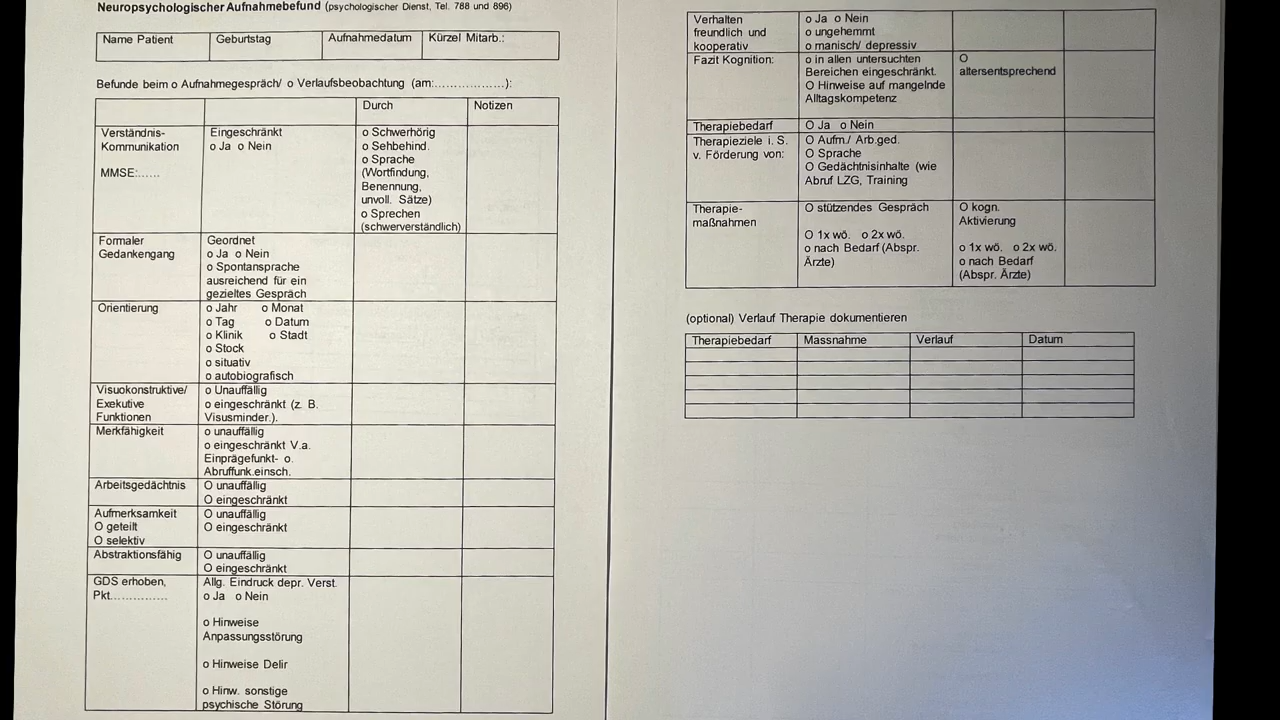 Neuropsychologischer Aufnahmebefund (psychologischer Dienst, Tel. 788 und 896)
Name Patient Geburtstag Aufnahmedatum Kürzel Mitarb.:
Befunde beim o Aufnahmegespräch/ o Verlaufsbeobachtung (am:..................):
Durch Notizen
Verständnis- Eingeschränkt o Schwerhörig
Kommunikation o Ja o Nein o Sehbehind.
o Sprache
MMSE:...... (Wortfindung,
Benennung,
unvoll. Sätze)
o Sprechen
(schwerverständlich)
Formaler Geordnet
Gedankengang o Ja o Nein
o Spontansprache
ausreichend für ein
gezieltes Gespräch
Orientierung o Jahr o Monat
o Tag o Datum
o Klinik o Stadt
o Stock
o situativ
o autobiografisch
Visuokonstruktive/ o Unauffällig
Exekutive o eingeschränkt (z. B.
Funktionen Visusminder.).
Merkfähigkeit o unauffällig
o eingeschränkt V.a.
Einprägefunkt- o.
Abruffunk.einsch.
Arbeitsgedächtnis O unauffällig
O eingeschränkt
Aufmerksamkeit O unauffällig
O geteilt O eingeschränkt
O selektiv
Abstraktionsfähig O unauffällig
O eingeschränkt
GDS erhoben, Allg. Eindruck depr. Verst.
Pkt............... o Ja o Nein
o Hinweise
Anpassungsstörung
o Hinweise Delir
o Hinw. sonstige
psychische Störung
Verhalten o Ja o Nein
freundlich und o ungehemmt
kooperativ o manisch/ depressiv
Fazit Kognition: o in allen untersuchten O
Bereichen eingeschränkt. altersentsprechend
O Hinweise auf mangelnde
Alltagskompetenz
Therapiebedarf O Ja o Nein
Therapieziele i. S. O Aufm./ Arb.ged.
v. Förderung von: O Sprache
O Gedächtnisinhalte (wie
Abruf LZG, Training
Therapie- O stützendes Gespräch O kogn.
maßnahmen Aktivierung
O 1x wö. o 2x wö.
o nach Bedarf (Abspr. o 1x wö. o 2x wö.
Ärzte) o nach Bedarf
(Abspr. Ärzte)
(optional) Verlauf Therapie dokumentieren
Therapiebedarf Massnahme Verlauf Datum